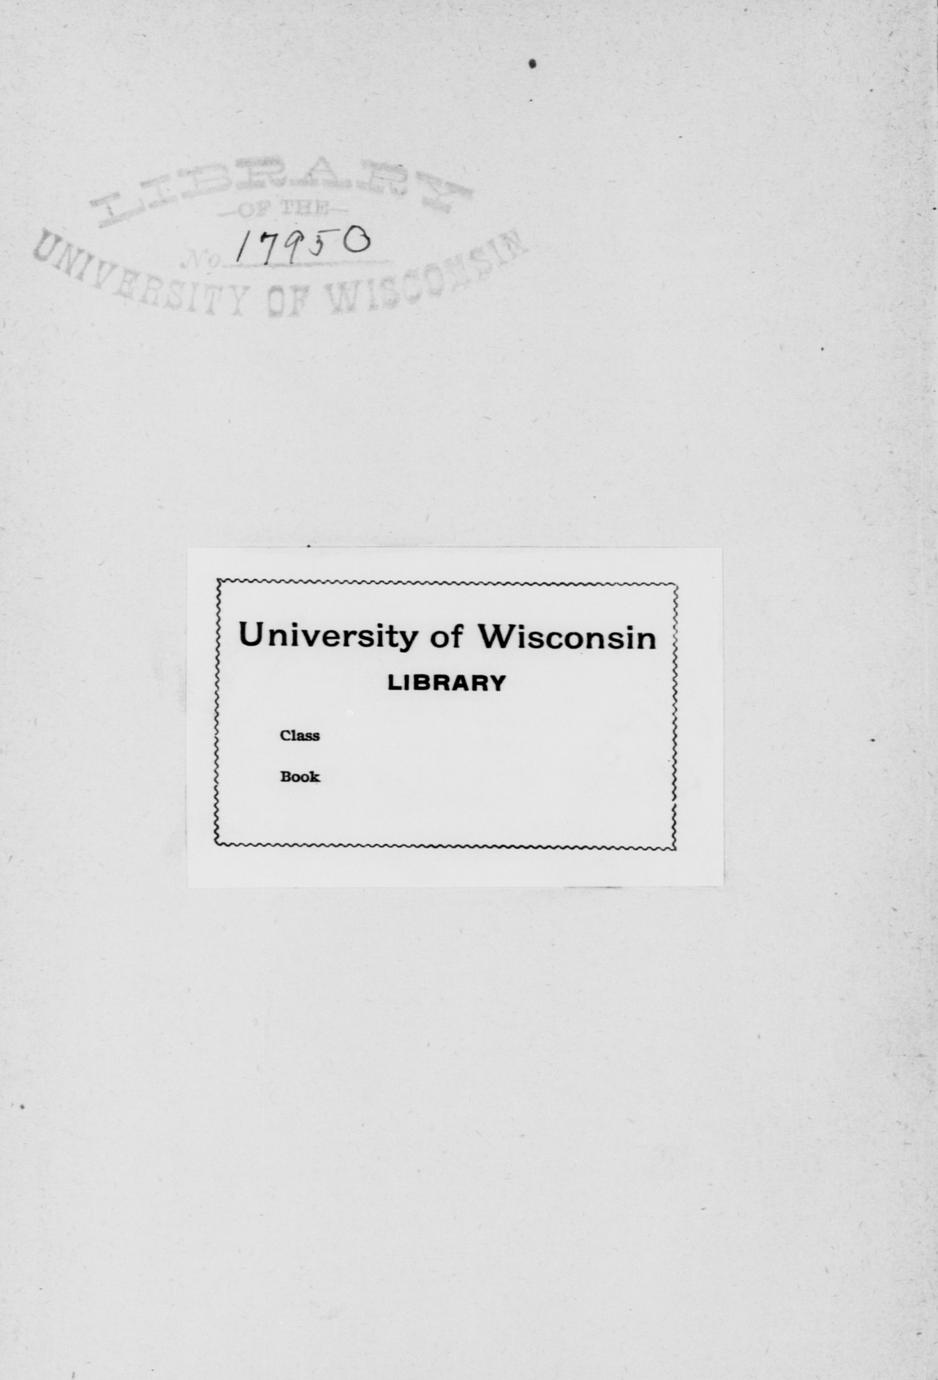 LIBRARY
—OF THE—
No 17950
UNIVERSITY OF WISCONSIN
University of Wisconsin
LIBRARY
Class
Book